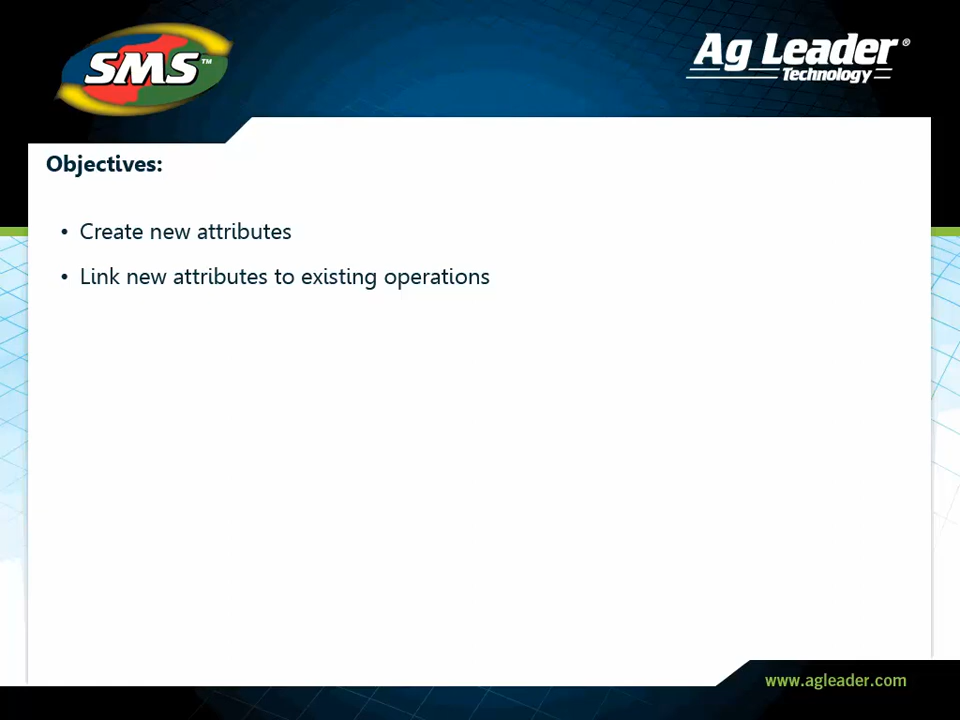 SMS™
Ag Leader®
Technology
Objectives:
• Create new attributes
• Link new attributes to existing operations
www.agleader.com